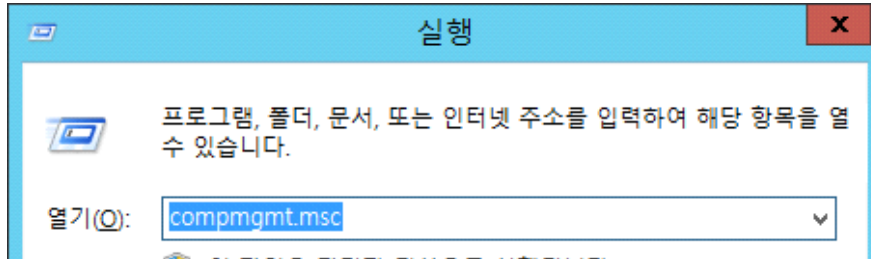 실행
프로그램, 폴더, 문서, 또는 인터넷 주소를 입력하여 해당 항목을 열
수 있습니다.
열기(O): compmgmt.msc